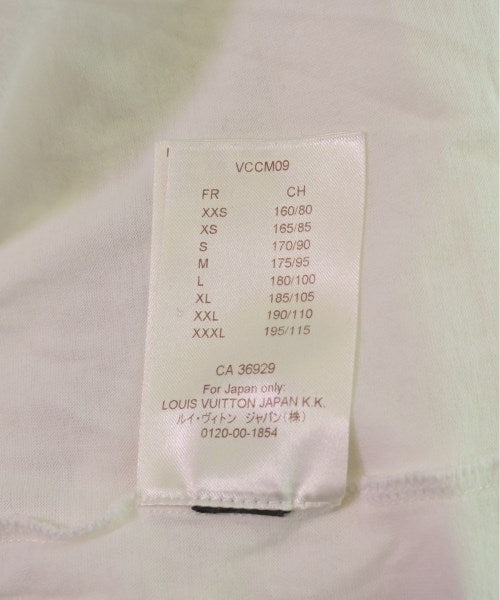 VCCM09
FR CH
XXS 160/80
XS 165/85
S 170/90
M 175/95
L 180/100
XL 185/105
XXL 190/110
XXXL 195/115
CA 36929
For Japan only:
LOUIS VUITTON JAPAN K.K.
ルイ・ヴィトン ジャパン(株)
0120-00-1854